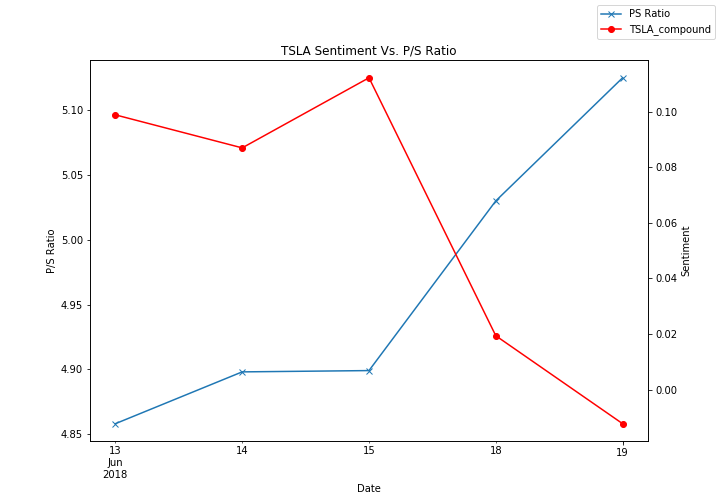 PS Ratio
TSLA_compound
TSLA Sentiment Vs. P/S Ratio
5.10
5.05
5.00
4.95
4.90
4.85
P/S Ratio
0.10
0.08
0.06
0.04
0.02
0.00
Sentiment
13
Jun
2018
14
15
18
19
Date